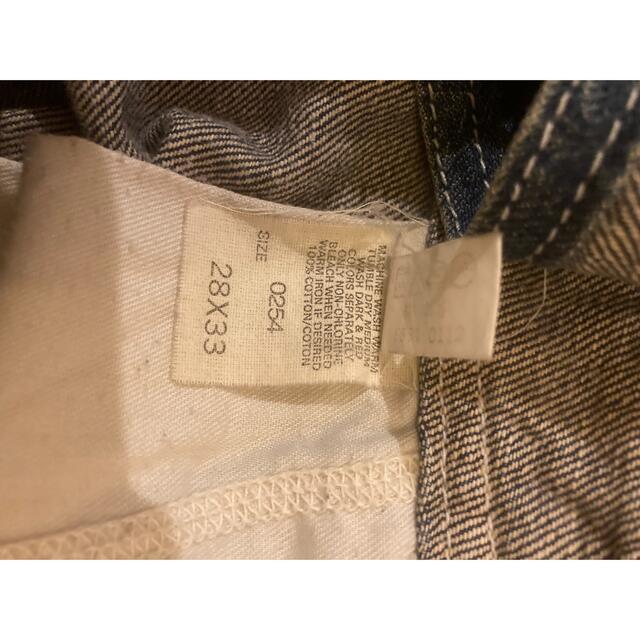 MACHINE WASH WARM
TUMBLE DRY MEDIUM
WASH DARK & RED
COLORS SEPARATELY
ONLY NON-CHLORINE
BLEACH WHEN NEEDED
WARM IRON IF DESIRED
100% COTTON/COTON
SIZE 0254
28X33